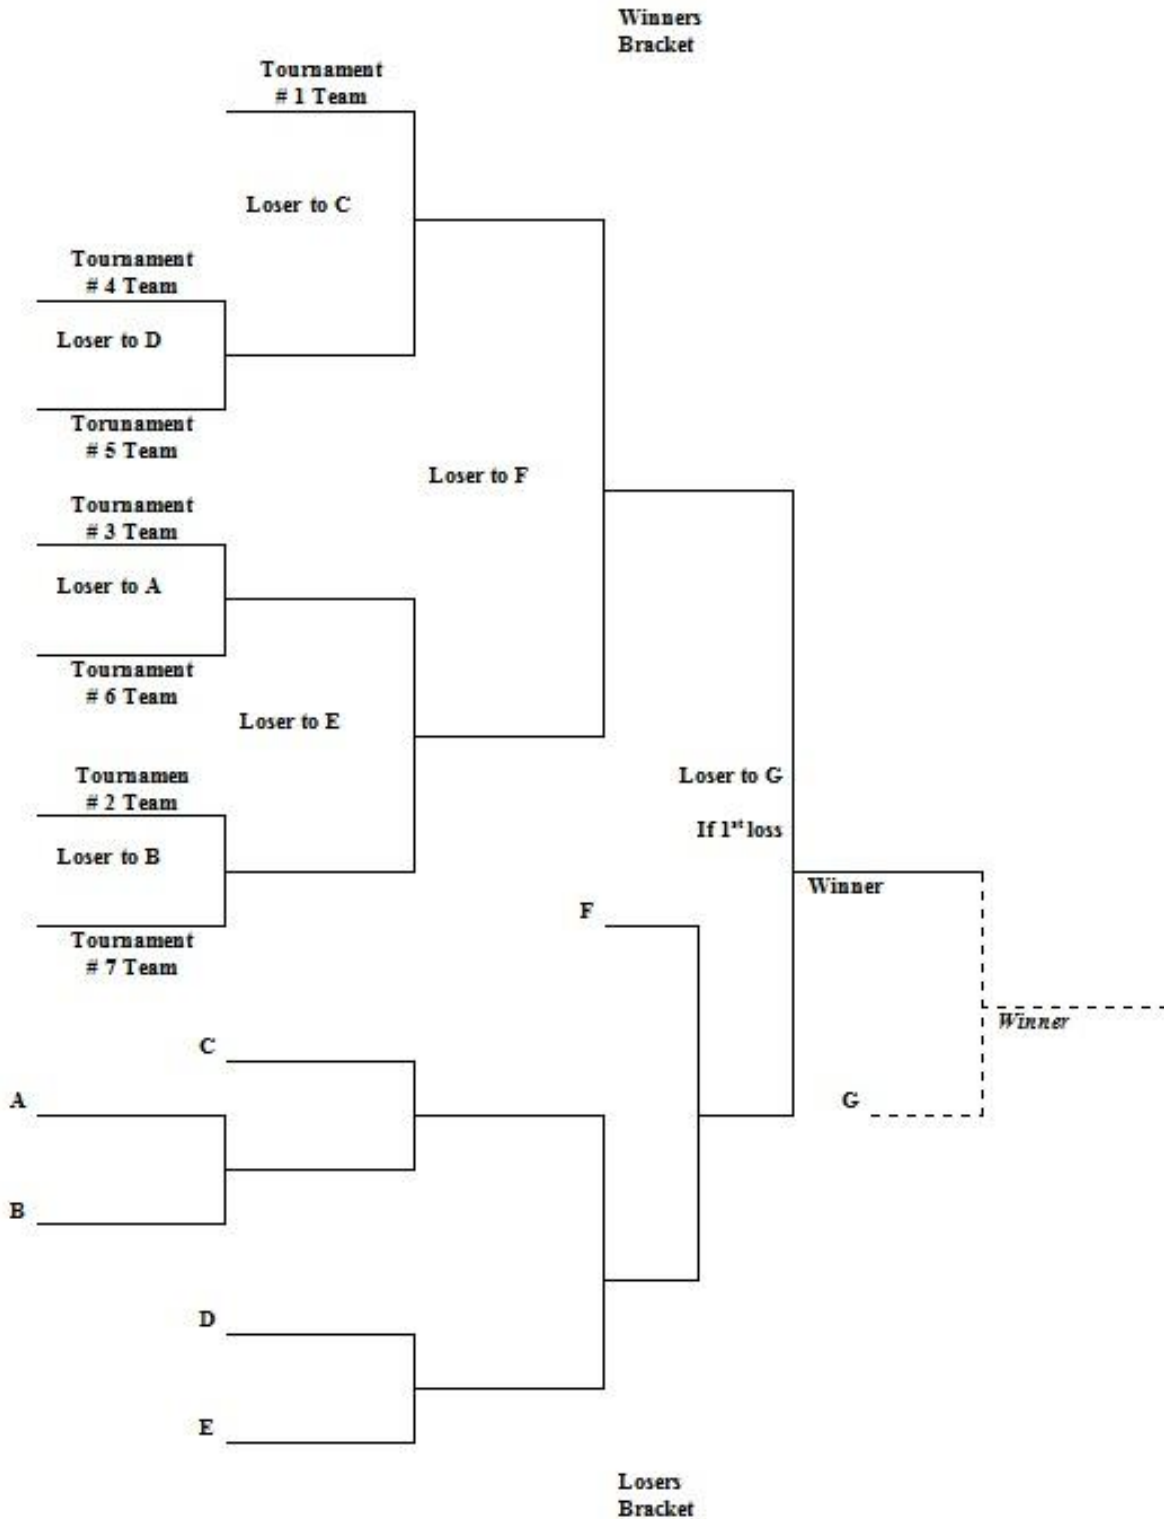 Winners
Bracket
Tournament
# 1 Team
Loser to C
Tournament
# 4 Team
Loser to D
Torunament
# 5 Team
Loser to F
Tournament
# 3 Team
Loser to A
Tournament
# 6 Team
Loser to E
Tournamen
# 2 Team
Loser to G
If 1st loss
Loser to B
Winner
F
Tournament
# 7 Team
Winner
C
A
G
B
D
E
Losers
Bracket